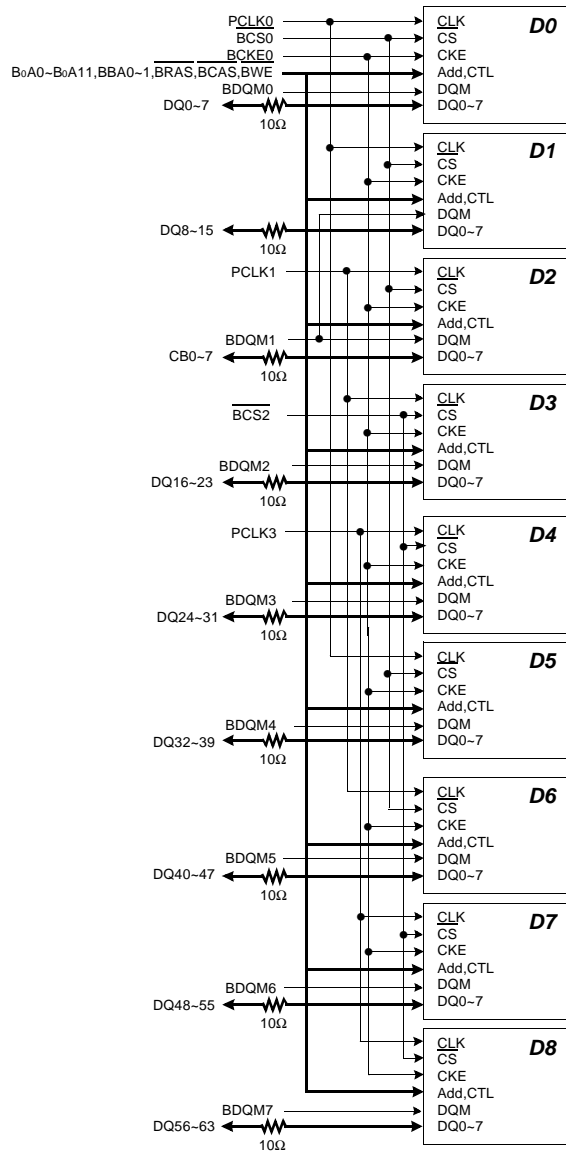 PCLK0 CLK D0
BCS0 CS
BCKE0 CKE
B0A0~B0A11,BBA0~1,BRAS,BCAS,BWE Add,CTL
BDQM0 DQM
DQ0~7 DQ0~7
10Ω
CLK D1
CS
CKE
Add,CTL
DQM
DQ8~15 DQ0~7
10Ω
PCLK1 CLK D2
CS
CKE
Add,CTL
BDQM1 DQM
CB0~7 DQ0~7
10Ω
CLK D3
BCS2 CS
CKE
Add,CTL
BDQM2 DQM
DQ16~23 DQ0~7
10Ω
PCLK3 CLK D4
CS
CKE
Add,CTL
BDQM3 DQM
DQ24~31 DQ0~7
10Ω
CLK D5
CS
CKE
Add,CTL
BDQM4 DQM
DQ32~39 DQ0~7
10Ω
CLK D6
CS
CKE
Add,CTL
BDQM5 DQM
DQ40~47 DQ0~7
10Ω
CLK D7
CS
CKE
Add,CTL
BDQM6 DQM
DQ48~55 DQ0~7
10Ω
CLK D8
CS
CKE
Add,CTL
BDQM7 DQM
DQ56~63 DQ0~7
10Ω